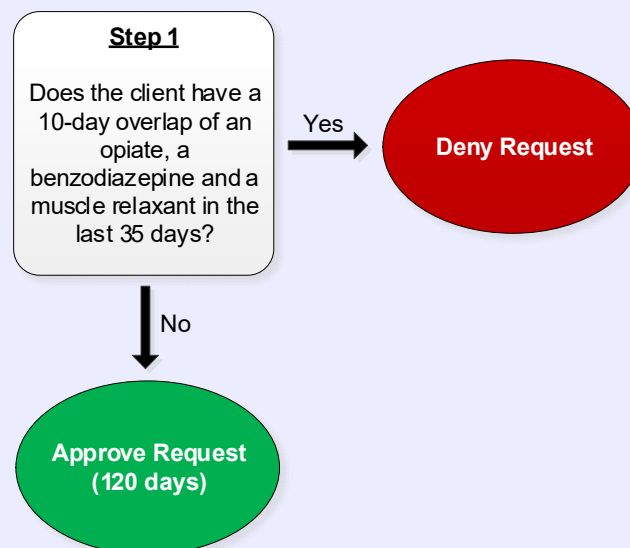 Step 1
Does the client have a
10-day overlap of an
opiate, a
benzodiazepine and a
muscle relaxant in the
last 35 days?
Yes
Deny Request
No
Approve Request
(120 days)